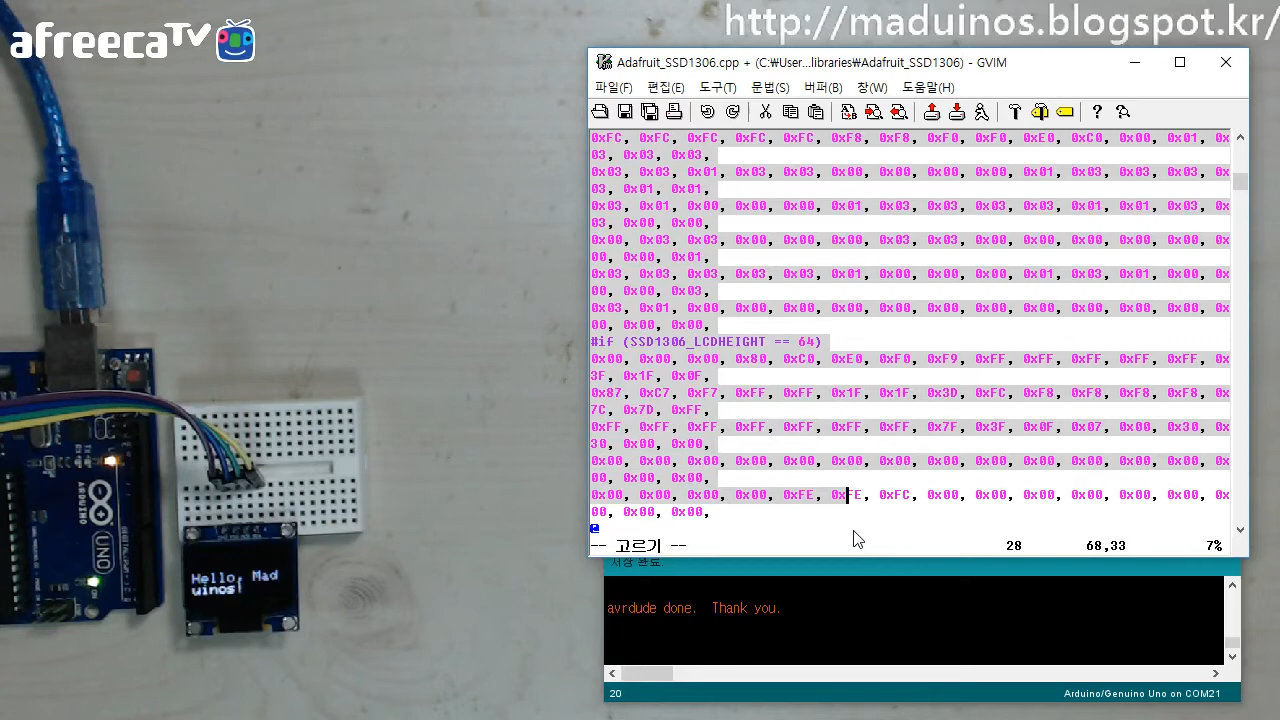 afreecaTV
http://maduinos.blogspot.kr/
Adafruit_SSD1306.cpp + (C:￦User...libraries￦Adafruit_SSD1306) - GVIM
파일(F) 편집(E) 도구(T) 문법(S) 버퍼(B) 창(W) 도움말(H)
0xFC, 0xFC, 0xFC, 0xFC, 0xFC, 0xF8, 0xF8, 0xF0, 0xF0, 0xE0, 0xC0, 0x00, 0x01, 0x
03, 0x03, 0x03,
0x03, 0x03, 0x01, 0x03, 0x03, 0x00, 0x00, 0x00, 0x00, 0x01, 0x03, 0x03, 0x03, 0x
03, 0x01, 0x01,
0x03, 0x01, 0x00, 0x00, 0x00, 0x01, 0x03, 0x03, 0x03, 0x03, 0x01, 0x01, 0x03, 0x
03, 0x00, 0x00,
0x00, 0x03, 0x03, 0x00, 0x00, 0x00, 0x03, 0x03, 0x00, 0x00, 0x00, 0x00, 0x00, 0x
00, 0x00, 0x01,
0x03, 0x03, 0x03, 0x03, 0x03, 0x01, 0x00, 0x00, 0x00, 0x01, 0x03, 0x01, 0x00, 0x
00, 0x00, 0x03,
0x03, 0x01, 0x00, 0x00, 0x00, 0x00, 0x00, 0x00, 0x00, 0x00, 0x00, 0x00, 0x00, 0x
00, 0x00, 0x00,
#if (SSD1306_LCDHEIGHT == 64)
0x00, 0x00, 0x00, 0x80, 0xC0, 0xE0, 0xF0, 0xF9, 0xFF, 0xFF, 0xFF, 0xFF, 0xFF, 0x
3F, 0x1F, 0x0F,
0x87, 0xC7, 0xF7, 0xFF, 0xFF, 0x1F, 0x1F, 0x3D, 0xFC, 0xF8, 0xF8, 0xF8, 0xF8, 0x
7C, 0x7D, 0xFF,
0xFF, 0xFF, 0xFF, 0xFF, 0xFF, 0xFF, 0xFF, 0x7F, 0x3F, 0x0F, 0x07, 0x00, 0x30, 0x
30, 0x00, 0x00,
0x00, 0x00, 0x00, 0x00, 0x00, 0x00, 0x00, 0x00, 0x00, 0x00, 0x00, 0x00, 0x00, 0x
00, 0x00, 0x00,
0x00, 0x00, 0x00, 0x00, 0xFE, 0xFE, 0xFC, 0x00, 0x00, 0x00, 0x00, 0x00, 0x00, 0x
00, 0x00, 0x00,
@
-- 고르기 -- 28 68,33 7%
저장 완료.
avrdude done.  Thank you.
20 Arduino/Genuino Uno on COM21
ARDUINO
UNO
Hello, Mad
uinos!